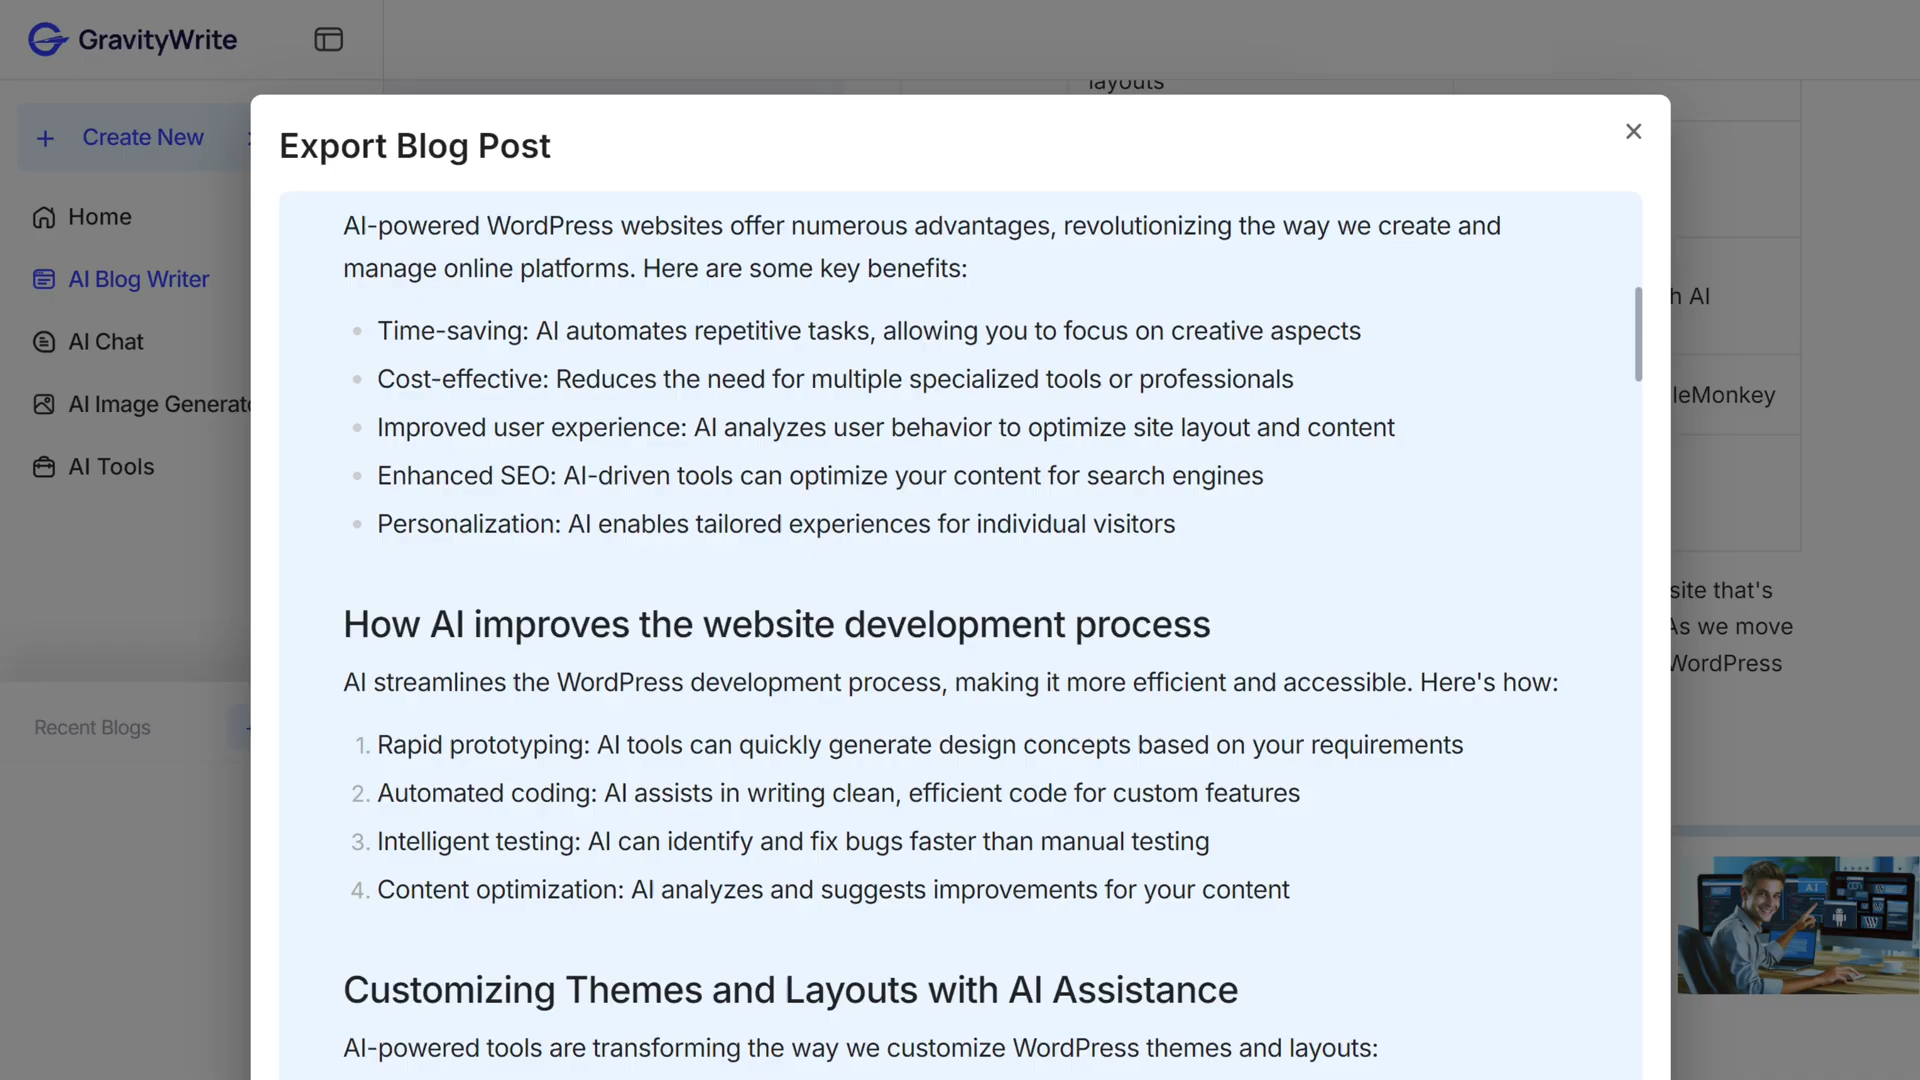 GravityWrite
layouts
Create New
Export Blog Post
Home
AI Blog Writer
AI Chat
AI Image Generato
AI Tools
Recent Blogs
AI-powered WordPress websites offer numerous advantages, revolutionizing the way we create and
manage online platforms. Here are some key benefits:
Time-saving: AI automates repetitive tasks, allowing you to focus on creative aspects
Cost-effective: Reduces the need for multiple specialized tools or professionals
Improved user experience: AI analyzes user behavior to optimize site layout and content
Enhanced SEO: AI-driven tools can optimize your content for search engines
Personalization: AI enables tailored experiences for individual visitors
How AI improves the website development process
AI streamlines the WordPress development process, making it more efficient and accessible. Here's how:
1. Rapid prototyping: AI tools can quickly generate design concepts based on your requirements
2. Automated coding: AI assists in writing clean, efficient code for custom features
3. Intelligent testing: AI can identify and fix bugs faster than manual testing
4. Content optimization: AI analyzes and suggests improvements for your content
Customizing Themes and Layouts with AI Assistance
AI-powered tools are transforming the way we customize WordPress themes and layouts:
h AI
leMonkey
site that's
As we move
WordPress
AI